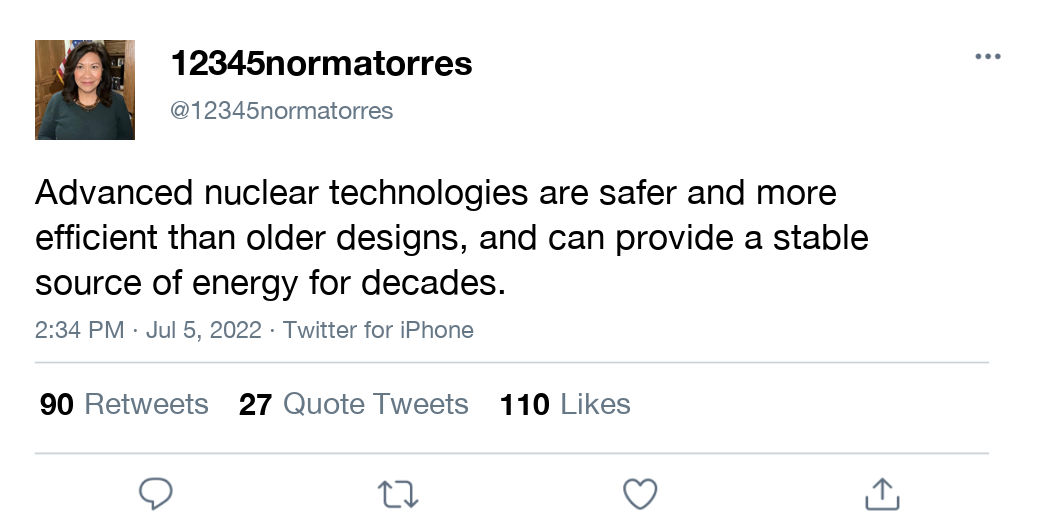 12345normatorres
@12345normatorres
Advanced nuclear technologies are safer and more
efficient than older designs, and can provide a stable
source of energy for decades.
2:34 PM · Jul 5, 2022 · Twitter for iPhone
90 Retweets 27 Quote Tweets 110 Likes